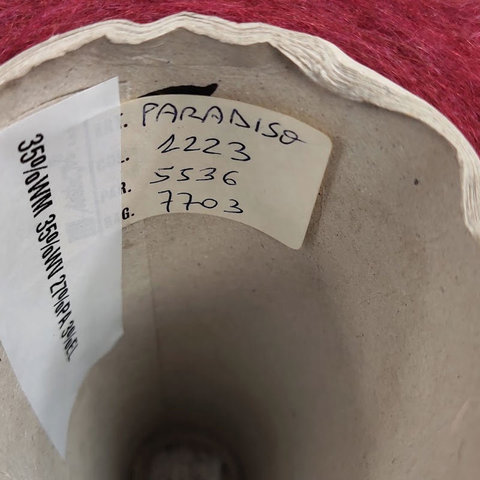 . PARADISO
L. 1223
R. 5536
G. 7703
35%WM 35%WV 27%PA 3%EL